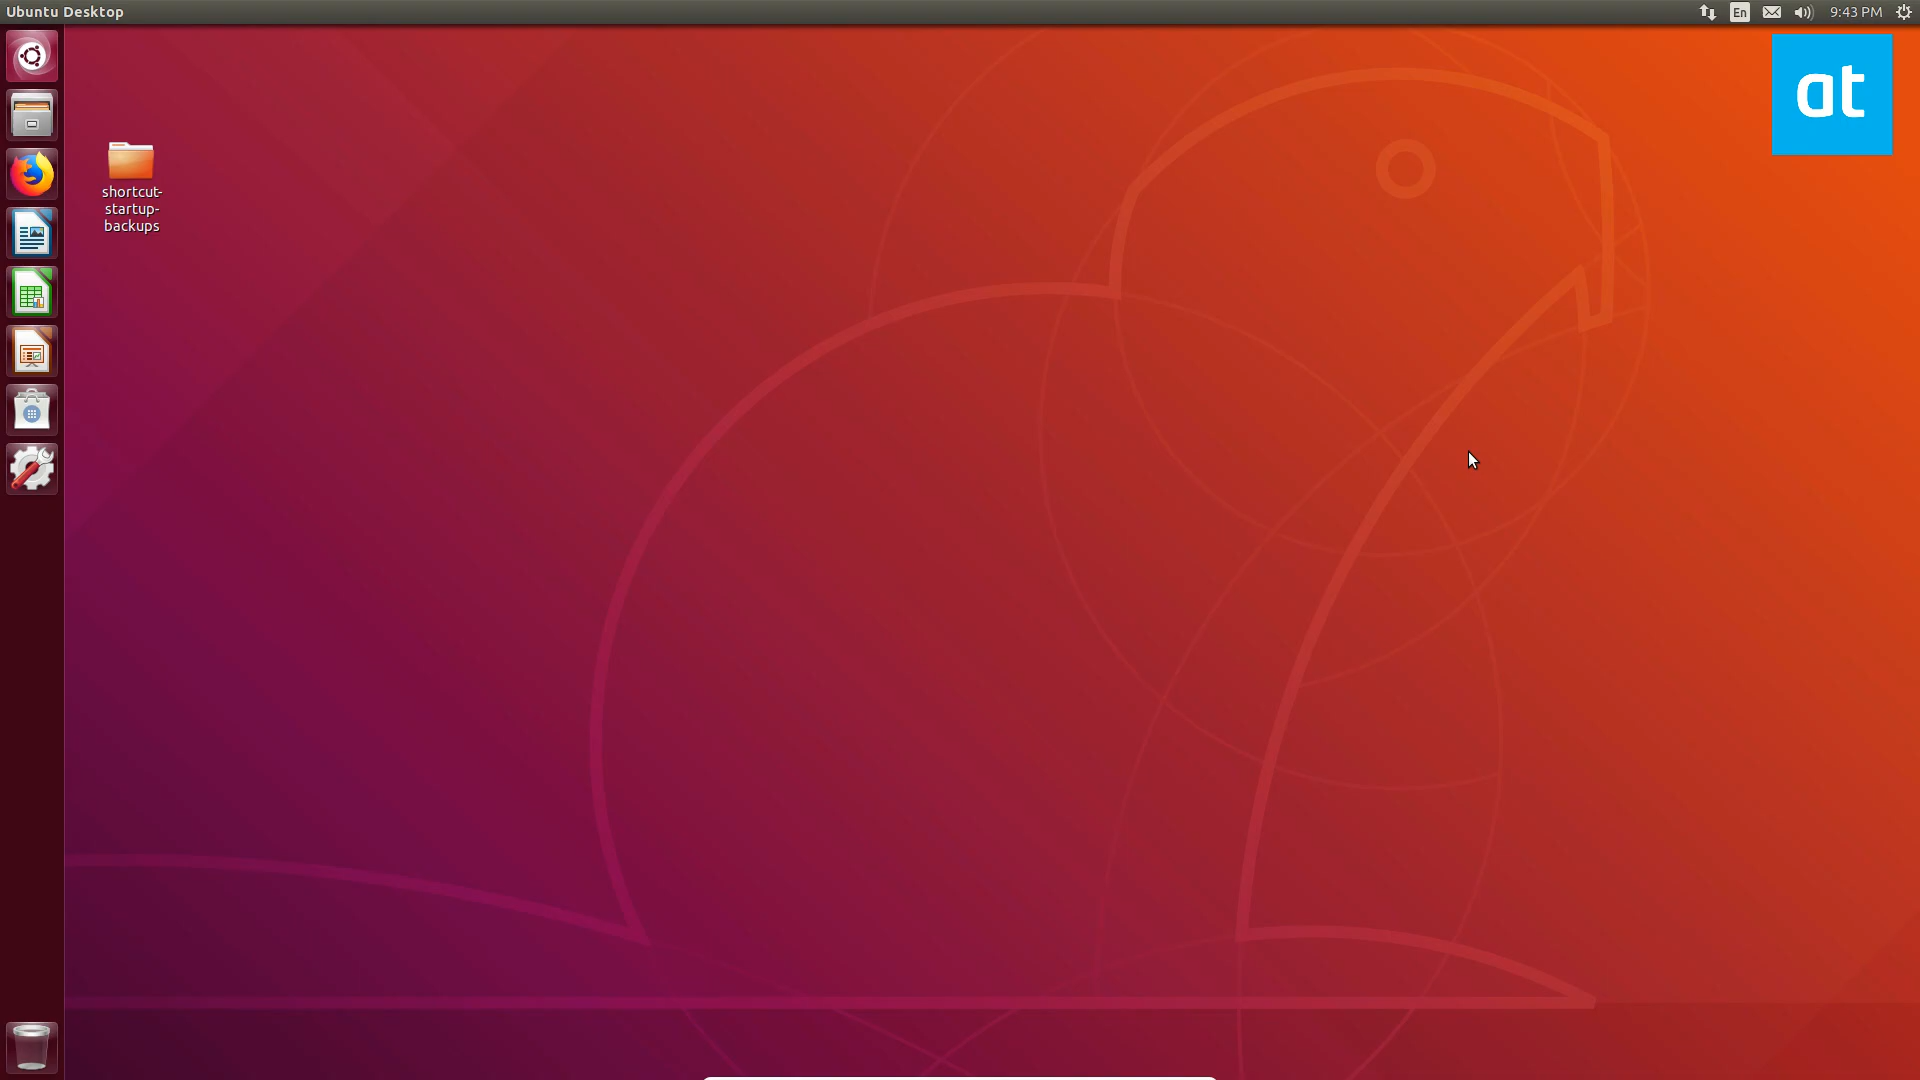 Ubuntu Desktop
En
9:43 PM
at
shortcut-
startup-
backups